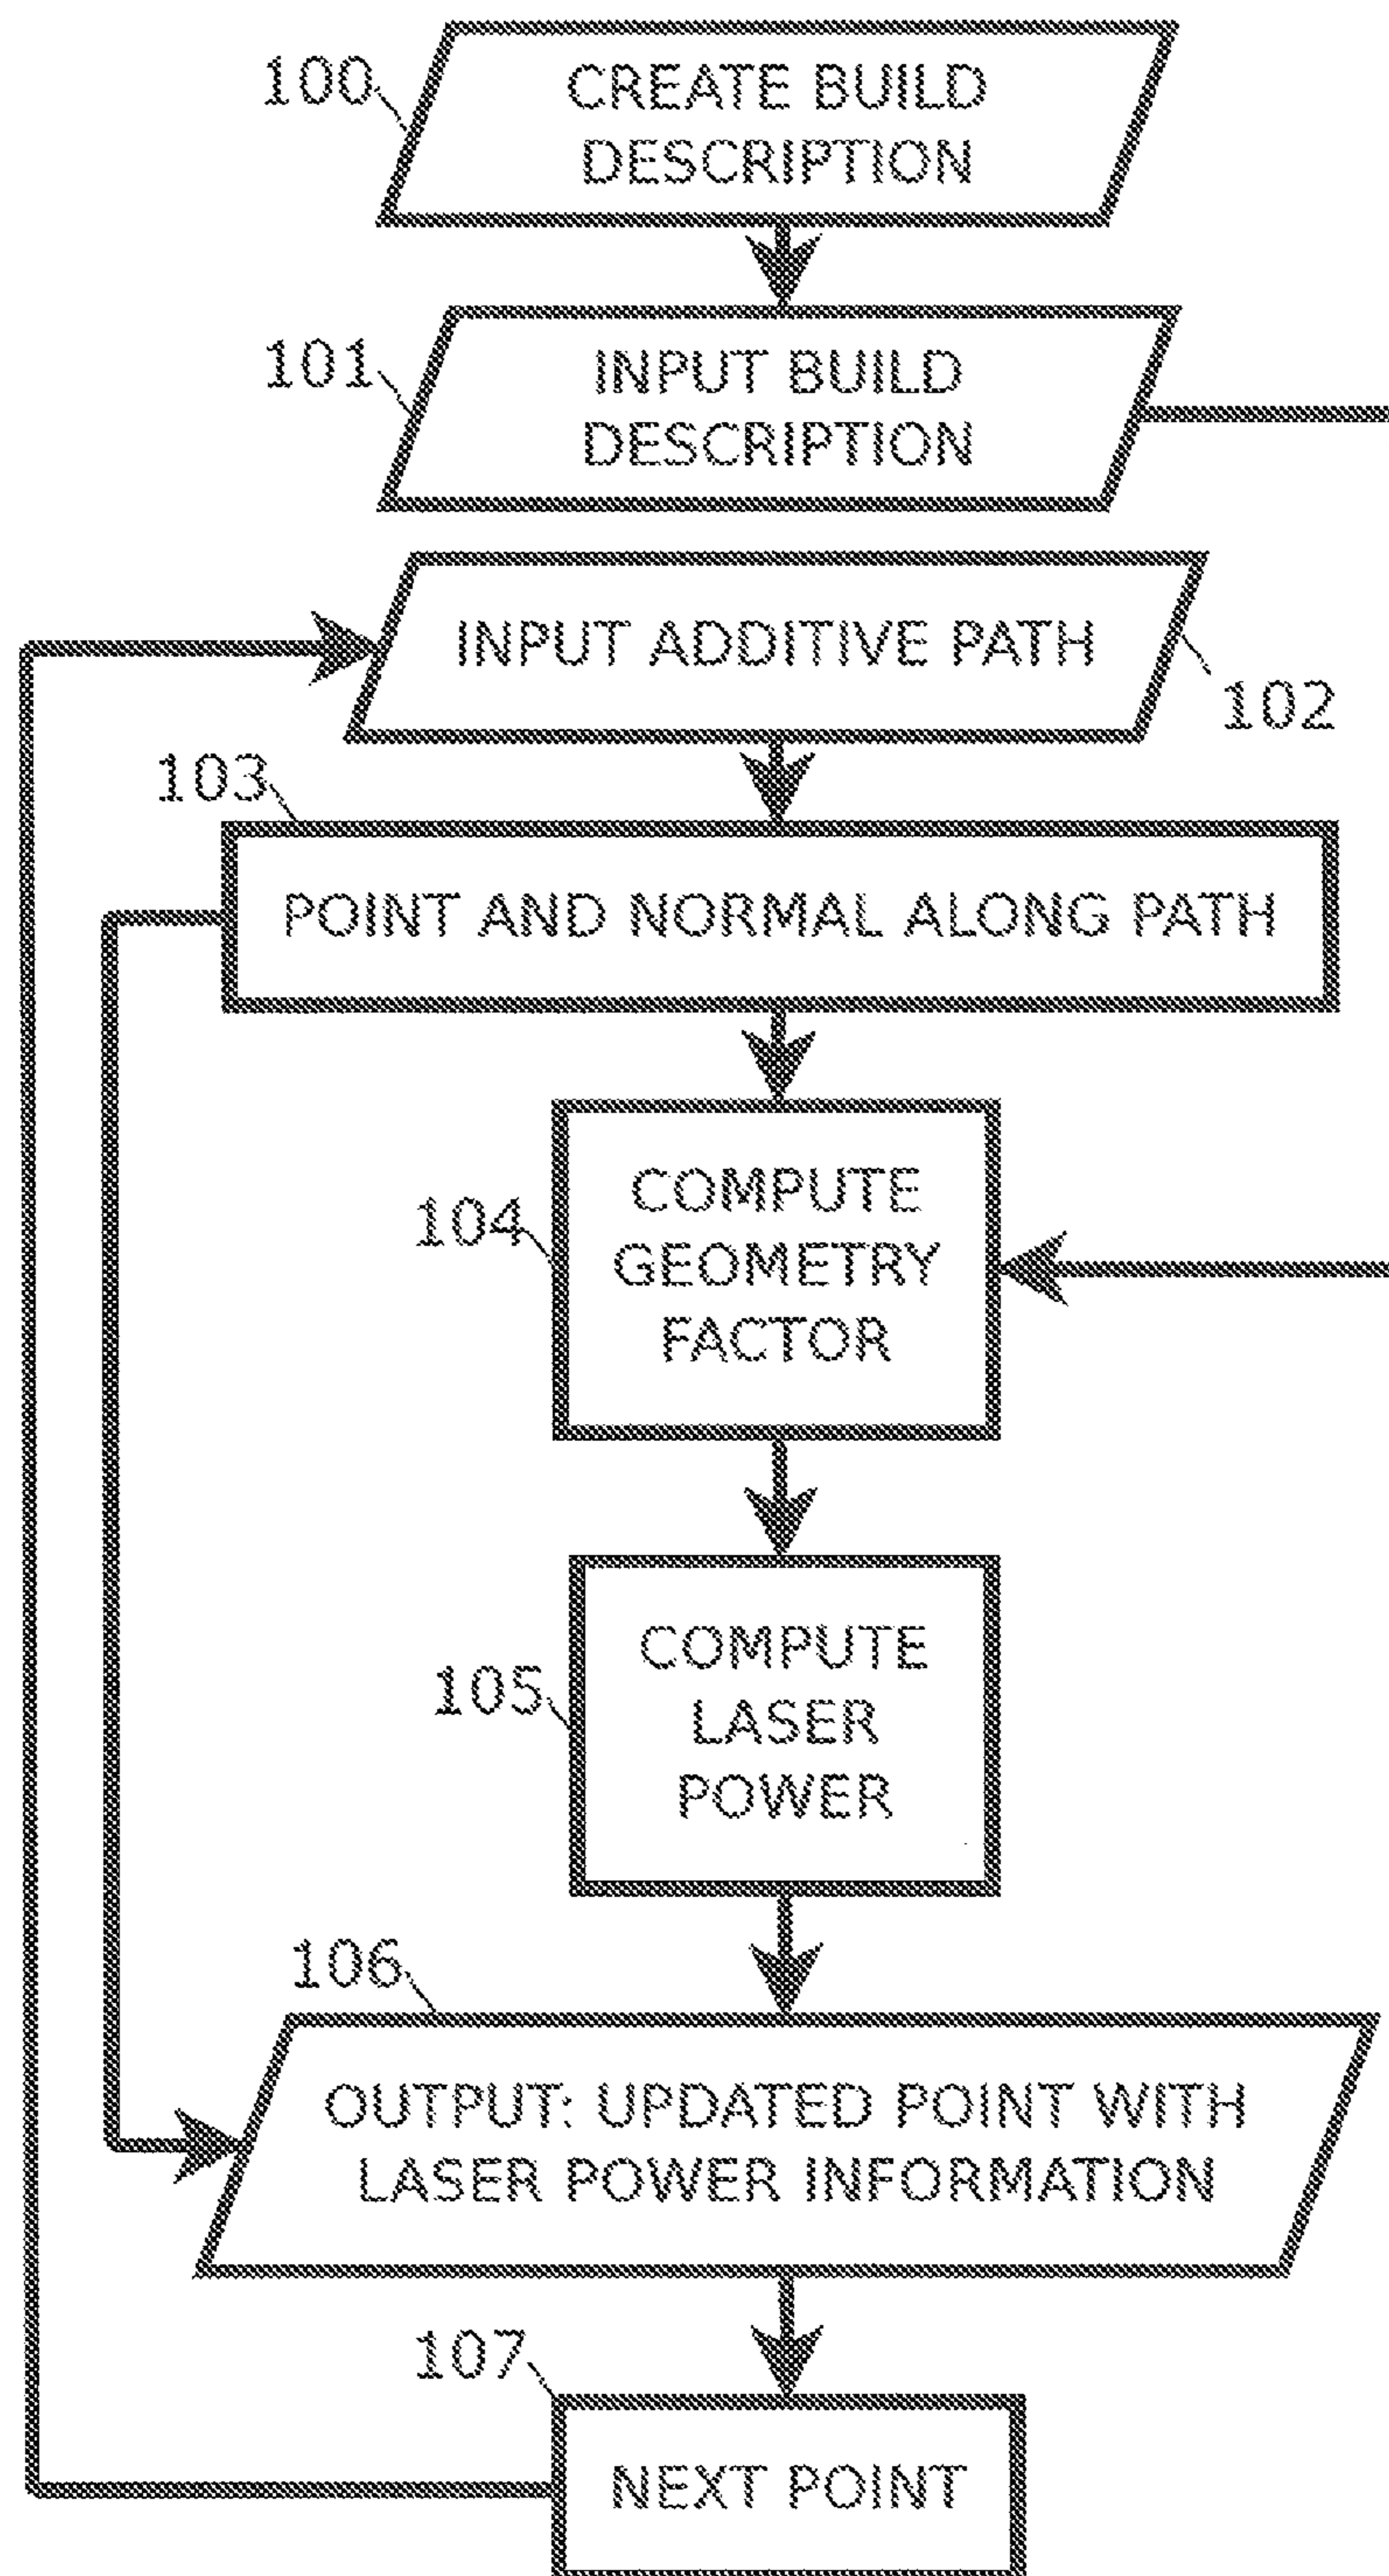 100
CREATE BUILD
DESCRIPTION
101
INPUT BUILD
DESCRIPTION
INPUT ADDITIVE PATH
102
103
POINT AND NORMAL ALONG PATH
104
COMPUTE
GEOMETRY
FACTOR
105
COMPUTE
LASER
POWER
106
OUTPUT: UPDATED POINT WITH
LASER POWER INFORMATION
107
NEXT POINT